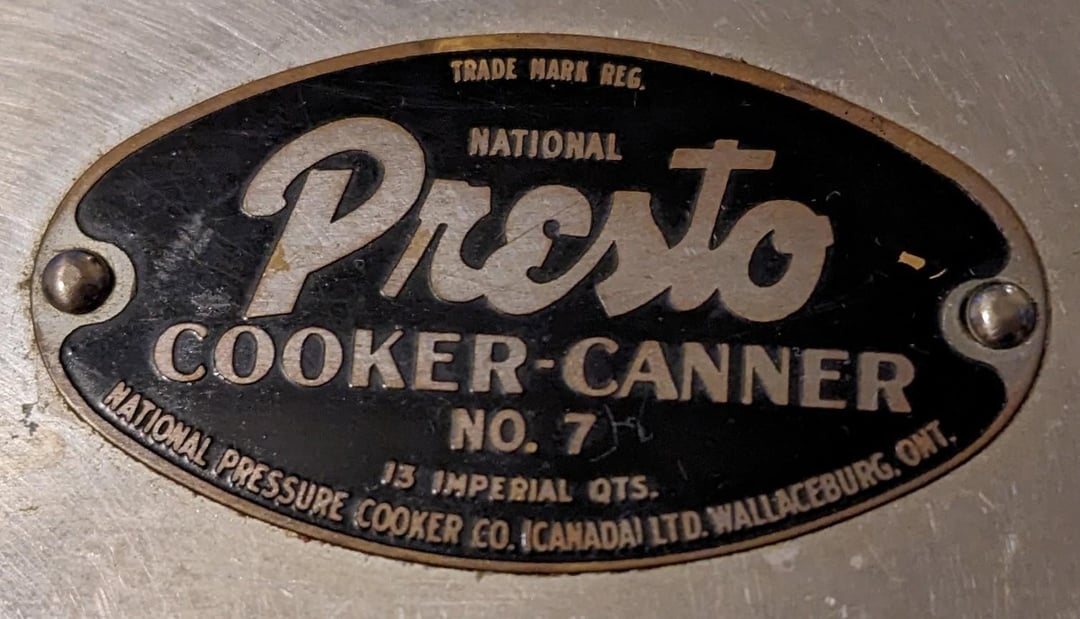 TRADE MARK REG.
NATIONAL
Presto
COOKER-CANNER
NO. 7
13 IMPERIAL QTS.
NATIONAL PRESSURE COOKER CO. (CANADA) LTD. WALLACEBURG. ONT.